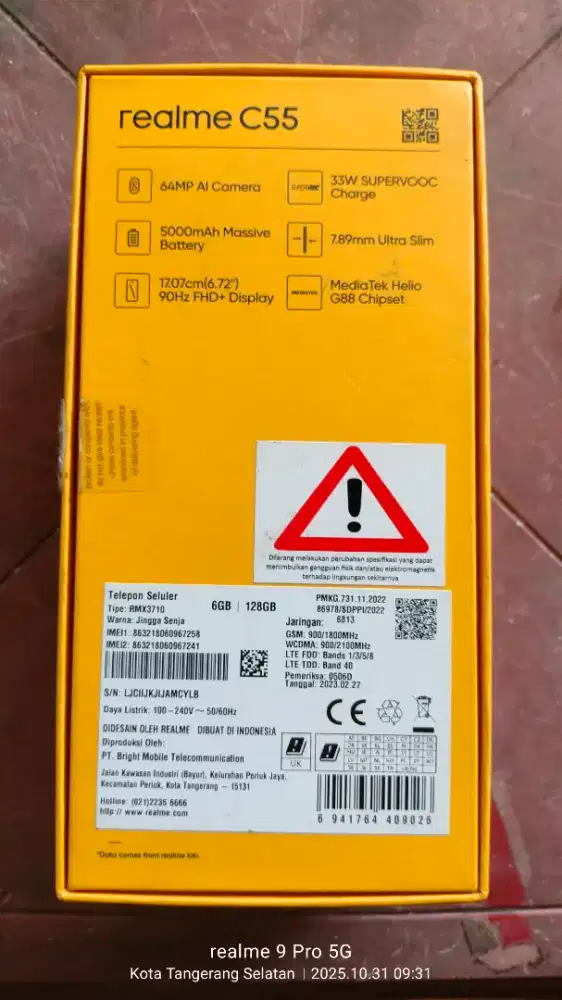 realme C55
64MP AI Camera
33W SUPERVOOC
Charge
5000mAh Massive
Battery
7.89mm Ultra Slim
17.07cm(6.72")
90Hz FHD+ Display
MediaTek Helio
G88 Chipset
Dilarang melakukan perubahan spesifikasi yang dapat
menimbulkan gangguan fisik dan/atau elektromagnetik
terhadap lingkungan sekitarnya
Telepon Seluler
Tipe: RMX3710
6GB | 128GB
Warna: Jingga Senja
IMEI1: 863218060967258
IMEI2: 863218060967241
S/N: LJCIIJKJIJAMCYLB
Daya Listrik: 100-240V — 50/60Hz
DIDESAIN OLEH REALME DIBUAT DI INDONESIA
Diproduksi Oleh:
PT. Bright Mobile Telecommunication
Jalan Kawasan Industri (Bayur), Kelurahan Periuk Jaya,
Kecamatan Periuk, Kota Tangerang - 15131
Hotline: (021)2235 6666
http://www.realme.com
PMKG.731.11.2022
86978/SDPPI/2022
6813
Jaringan:
GSM: 900/1800MHz
WCDMA: 900/2100MHz
LTE FDD: Bands 1/3/5/8
LTE TDD: Band 40
Pemeriksa: 0506D
Tanggal: 2023.02.27
CE
UK
6 941764 409026
*Data comes from realme lab.
realme 9 Pro 5G
Kota Tangerang Selatan | 2025.10.31 09:31